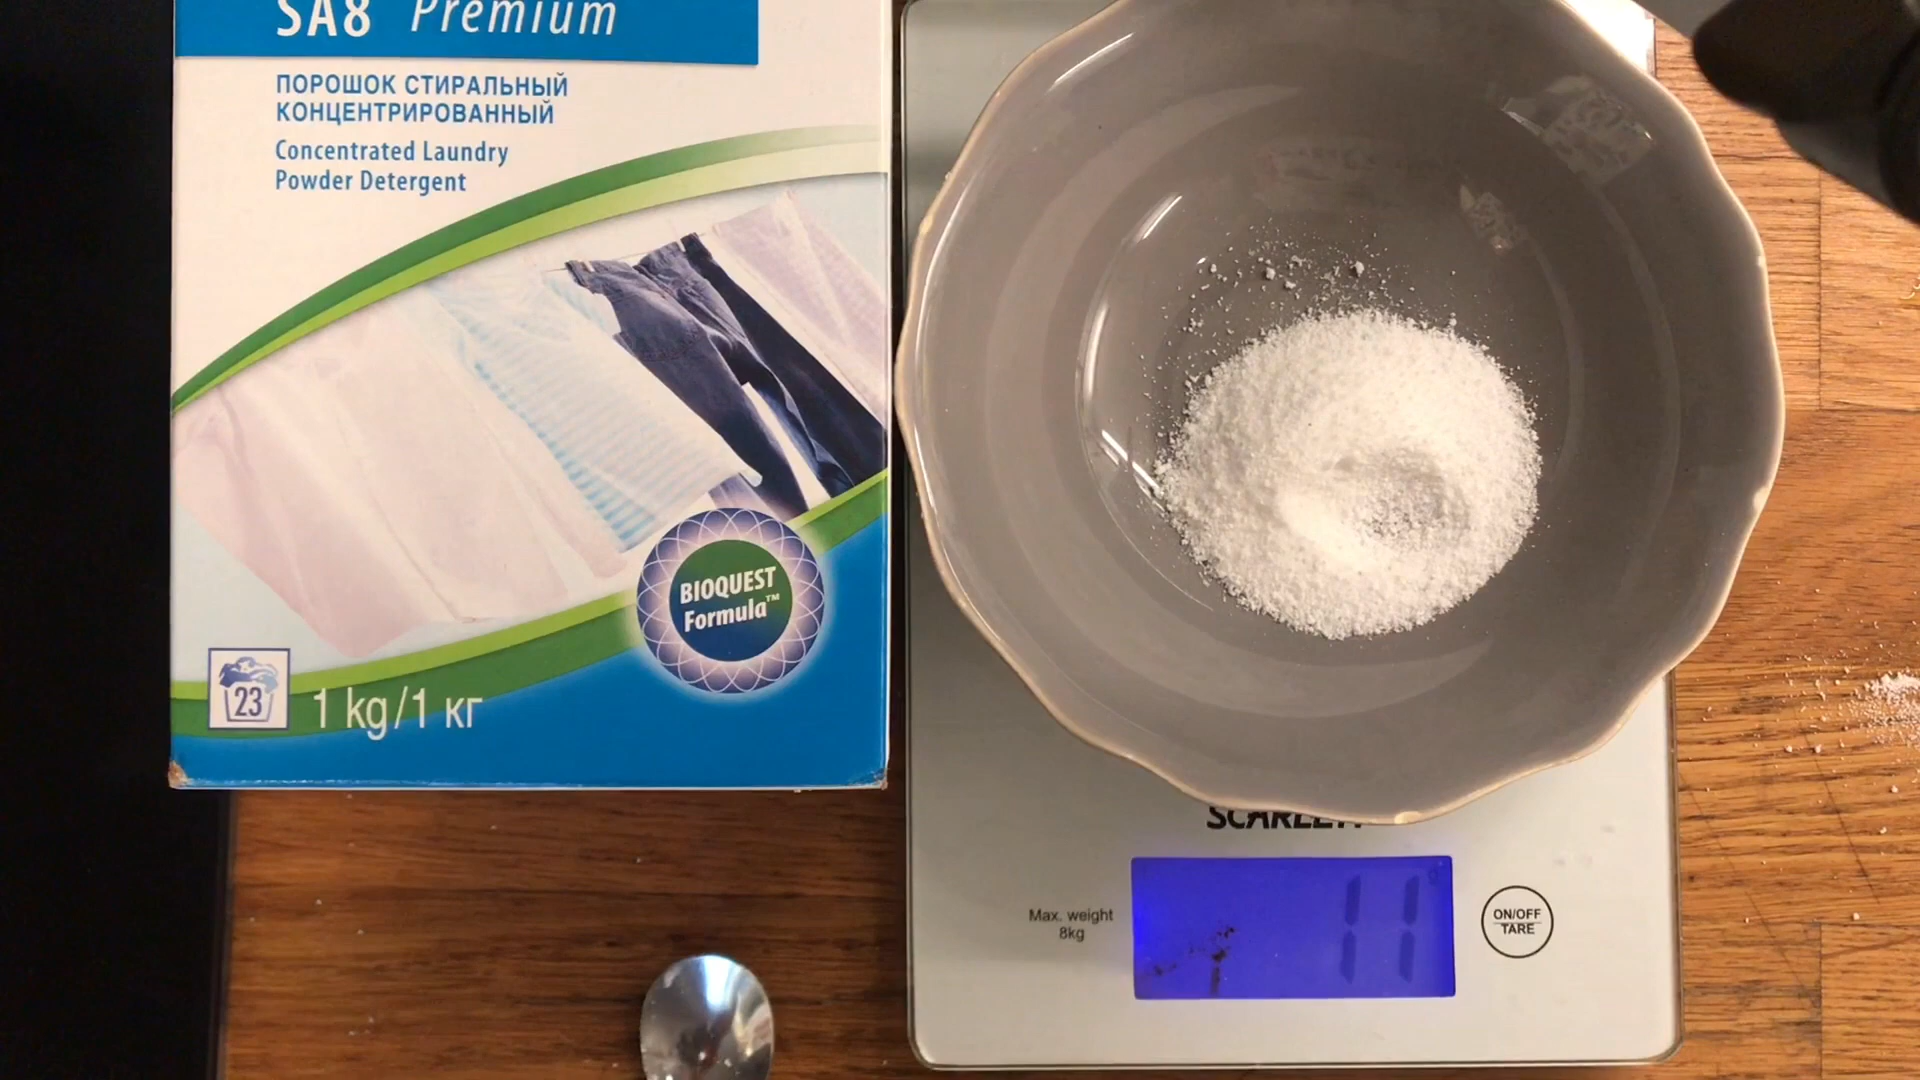 SA8 Premium
ПОРОШОК СТИРАЛЬНЫЙ
КОНЦЕНТРИРОВАННЫЙ
Concentrated Laundry
Powder Detergent
BIOQUEST
Formula™
23
1 kg/1 кг
SCARLETT
Max. weight
8kg
11 g
ON/OFF
TARE